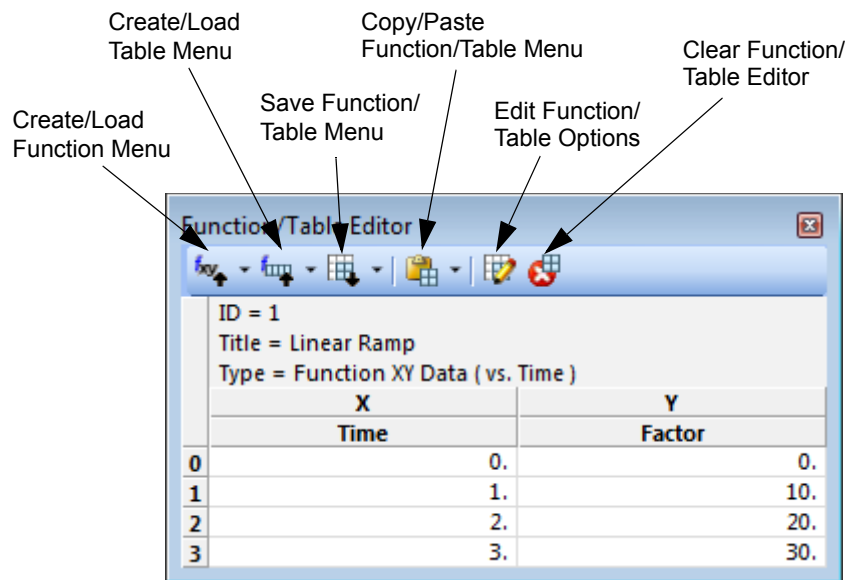 Create/Load
Table Menu
Copy/Paste
Function/Table Menu
Clear Function/
Table Editor
Save Function/
Table Menu
Edit Function/
Table Options
Create/Load
Function Menu
Function/Table Editor
ID = 1
Title = Linear Ramp
Type = Function XY Data ( vs. Time )
X Y
Time Factor
0 0. 0.
1 1. 10.
2 2. 20.
3 3. 30.